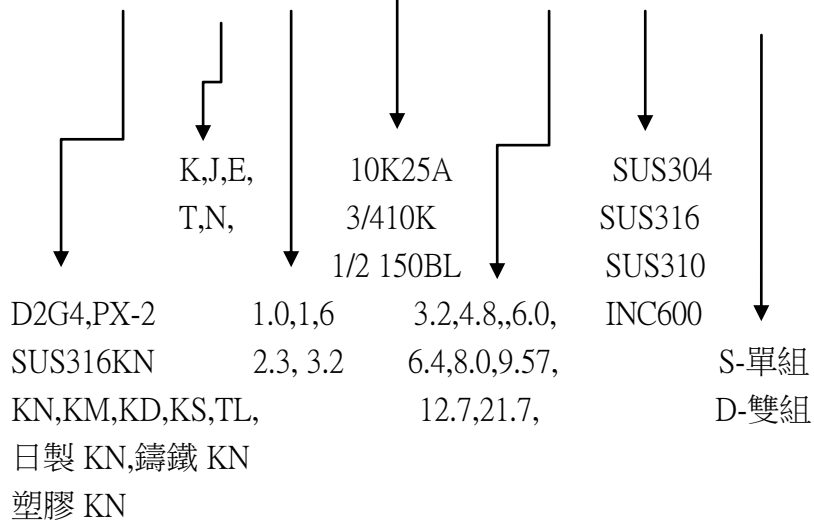 K,J,E, 10K25A SUS304
T,N, 3/410K SUS316
1/2 150BL SUS310
D2G4,PX-2 1.0,1,6 3.2,4.8,,6.0, INC600
SUS316KN 2.3, 3.2 6.4,8.0,9.57, S-單組
KN,KM,KD,KS,TL, 12.7,21.7, D-雙組
日製 KN,鑄鐵 KN
塑膠 KN